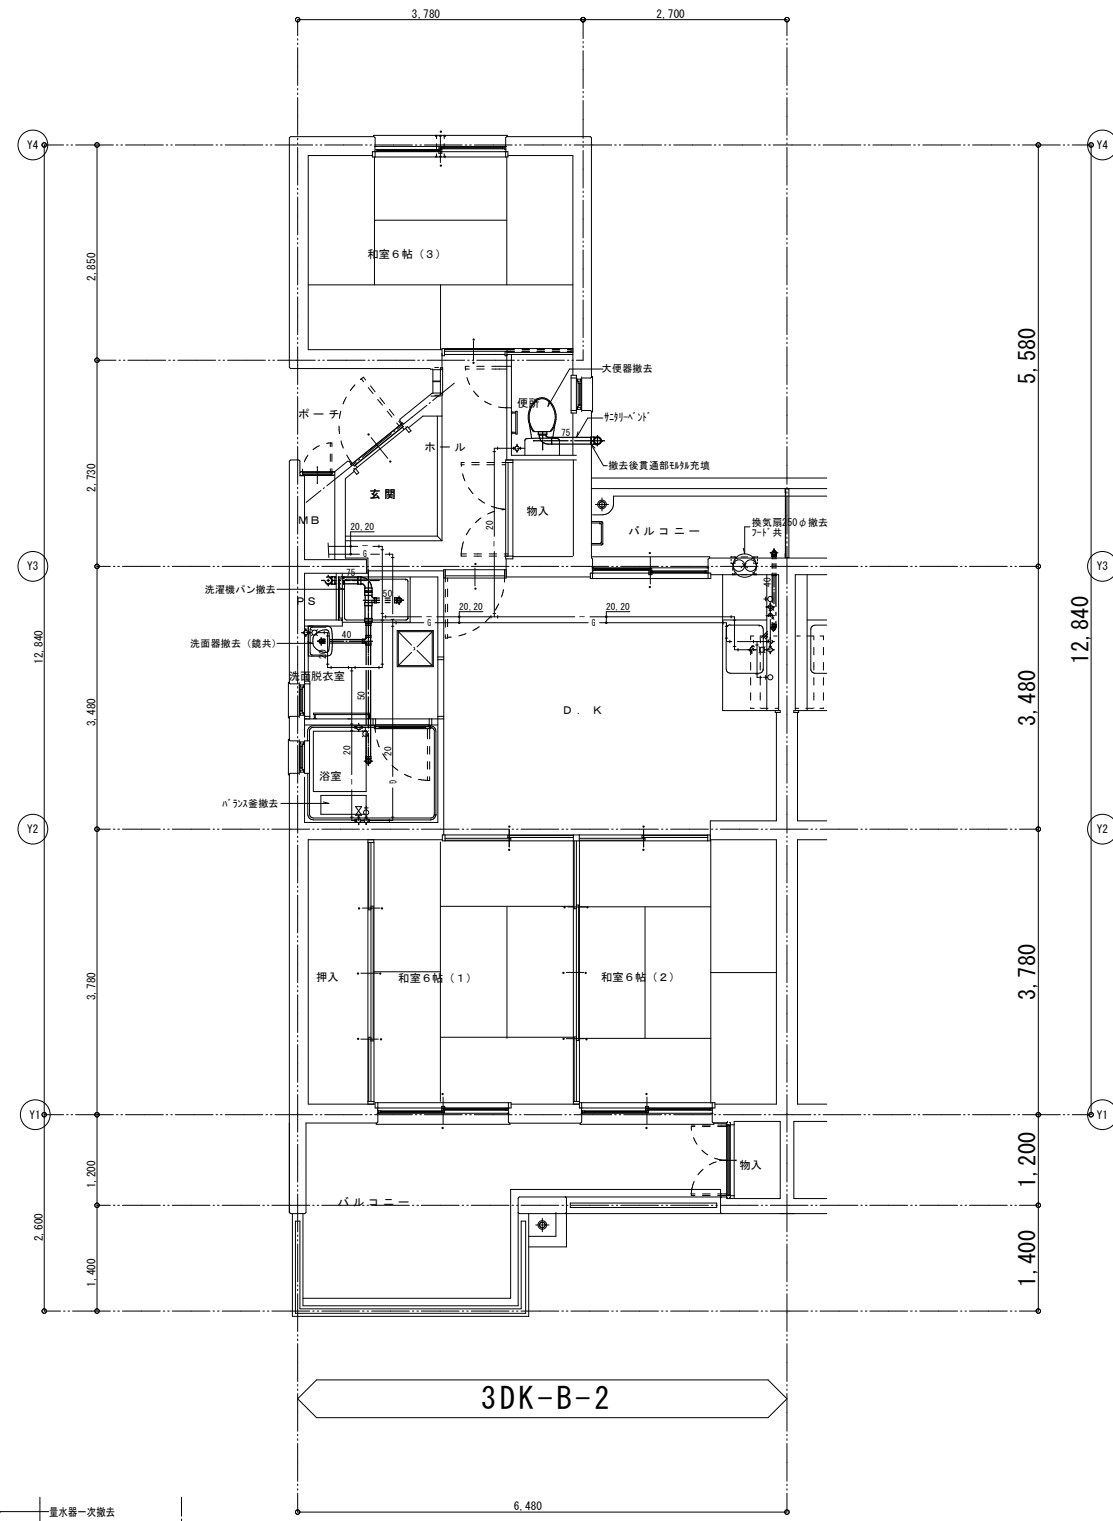 3,780
2,700
Y4
Y4
2,850
和室6帖（3）
5,580
大便器撤去
便所
ポーチ
ｻﾆﾀﾘｰﾍﾞﾝﾄﾞ
75
ホール
撤去後貫通部ﾓﾙﾀﾙ充填
2,730
玄関
物入
MB
20,20
20
バルコニー
換気扇250φ撤去
ﾌｰﾄﾞ共
G
Y3
Y3
75
洗濯機パン撤去
50
40
PS
20,20
20,20
G
G
12,840
洗面器撤去（鏡共）
40
20
12,840
洗面脱衣室
50
3,480
D．K
3,480
20
20
浴室
ﾊﾞﾗﾝｽ釜撤去
Y2
Y2
押入
和室6帖（1）
和室6帖（2）
3,780
3,780
Y1
Y1
1,200
物入
1,200
バルコニー
2,600
1,400
1,400
3DK-B-2
6,480
量水器一次撤去